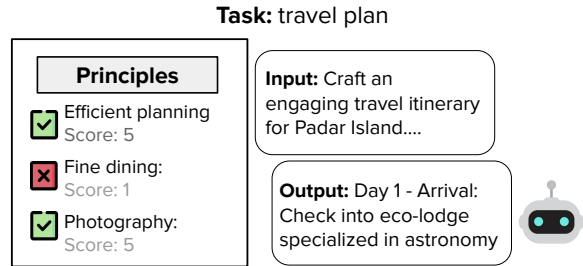 Task: travel plan
Principles
Efficient planning
Score: 5
Fine dining:
Score: 1
Photography:
Score: 5
Input: Craft an
engaging travel itinerary
for Padar Island....
Output: Day 1 - Arrival:
Check into eco-lodge
specialized in astronomy